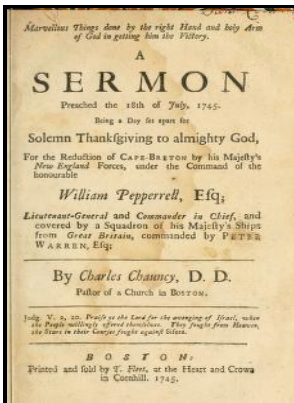 Marvellous Things done by the right Hand and holy Arm
of God in getting him the Victory.
A
SERMON
Preached the 18th of July, 1745.
Being a Day set apart for
Solemn Thanksgiving to almighty God,
For the Reduction of CAPE-BRETON by his Majesty's
New England Forces, under the Command of the
honourable
William Pepperrell, Esq;
Lieutenant-General and Commander in Chief, and
covered by a Squadron of his Majesty's Ships
from Great Britain, commanded by PETER
WARREN, Esq;
By Charles Chauncy, D. D.
Pastor of a Church in BOSTON.
Judg. V. 2, 20. Praise ye the Lord for the avenging of Israel, when
the People willingly offered themselves. They fought from Heaven,
the Stars in their Courses fought against Sisera.
BOSTON:
Printed and sold by T. Fleet, at the Heart and Crown
in Cornhill. 1745.